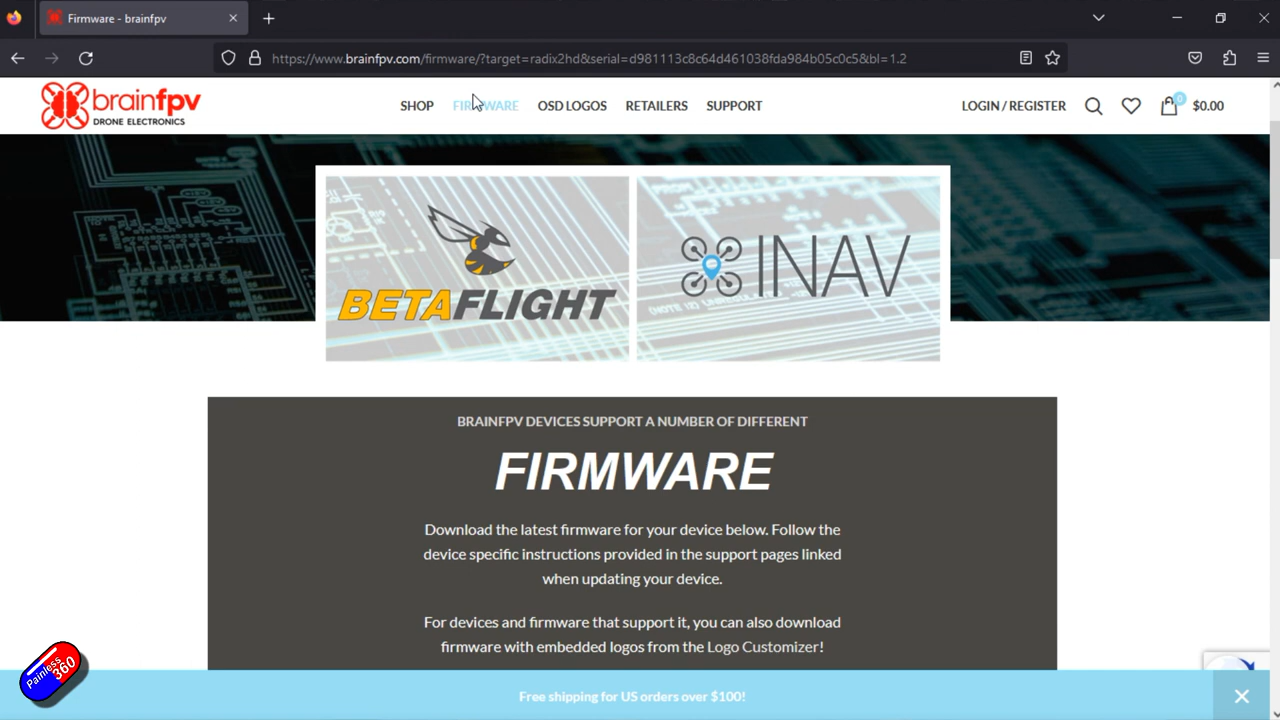 Firmware - brainfpv
https://www.brainfpv.com/firmware/?target=radix2hd&serial=d981113c8c64d461038fda984b05c0c5&bl=1.2
brainfpv
DRONE ELECTRONICS
SHOP FIRMWARE OSD LOGOS RETAILERS SUPPORT LOGIN / REGISTER 0 $0.00
BETAFLIGHT
INAV
BRAINFPV DEVICES SUPPORT A NUMBER OF DIFFERENT
FIRMWARE
Download the latest firmware for your device below. Follow the
device specific instructions provided in the support pages linked
when updating your device.
For devices and firmware that support it, you can also download
firmware with embedded logos from the Logo Customizer!
Painless
360
Free shipping for US orders over $100!